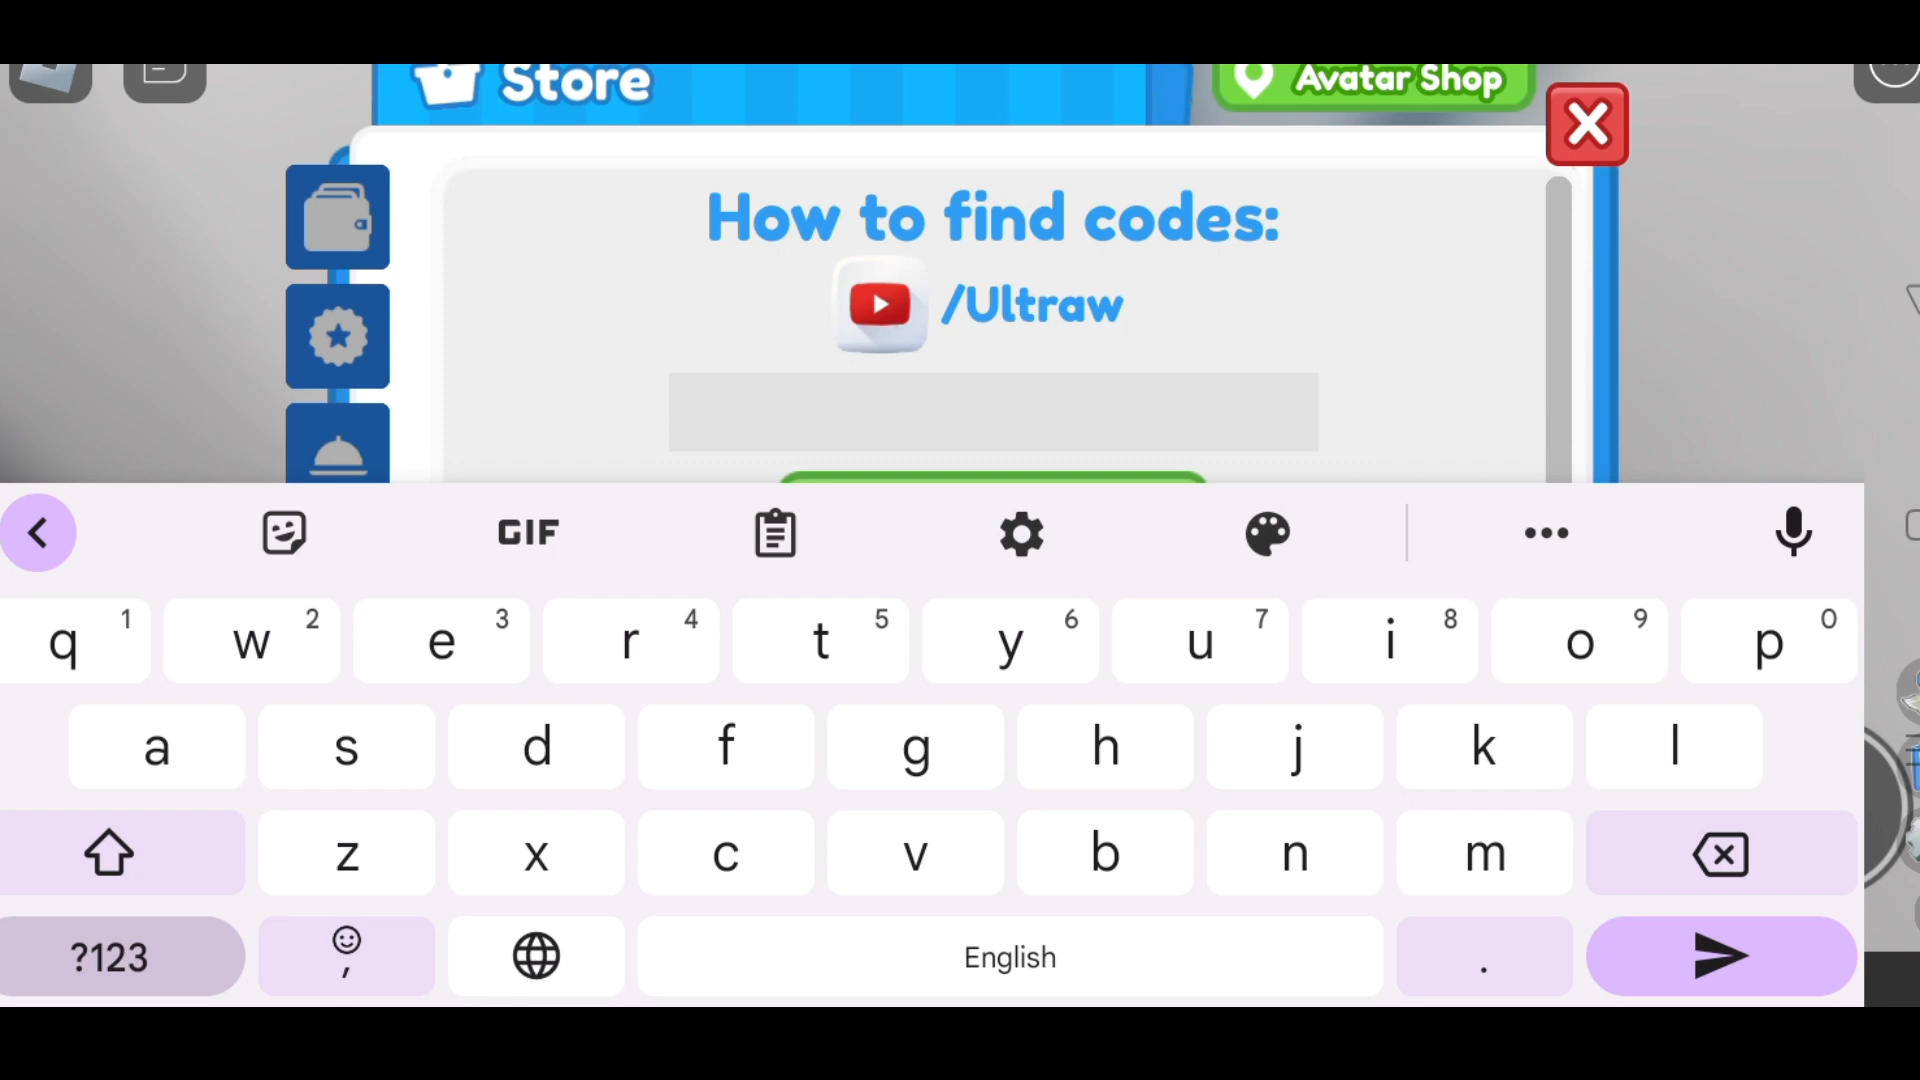 Store
Avatar Shop
How to find codes:
/Ultraw
GIF
q 1 w 2 e 3 r 4 t 5 y 6 u 7 i 8 o 9 p 0
a s d f g h j k l
z x c v b n m
?123 , English .